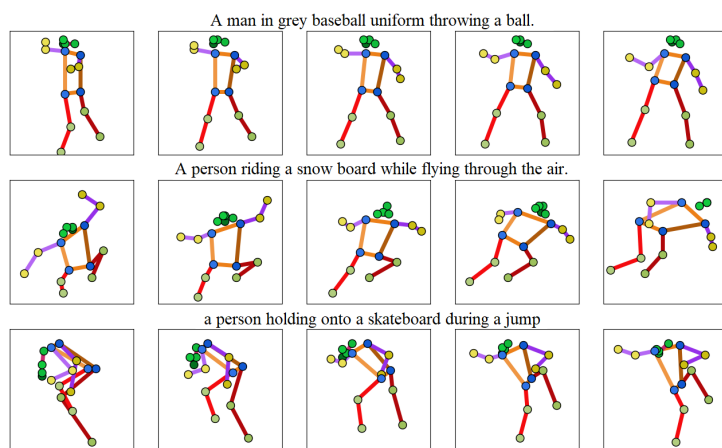 A man in grey baseball uniform throwing a ball.
A person riding a snow board while flying through the air.
a person holding onto a skateboard during a jump